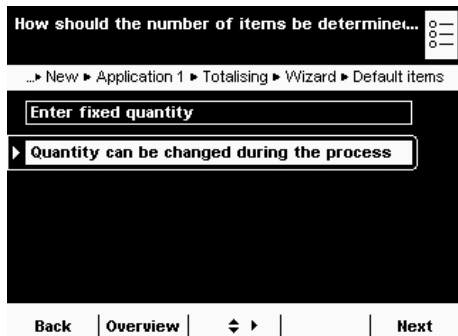 How should the number of items be determine...
...▸ New ▸ Application 1 ▸ Totalising ▸ Wizard ▸ Default items
Enter fixed quantity
Quantity can be changed during the process
Back Overview Next